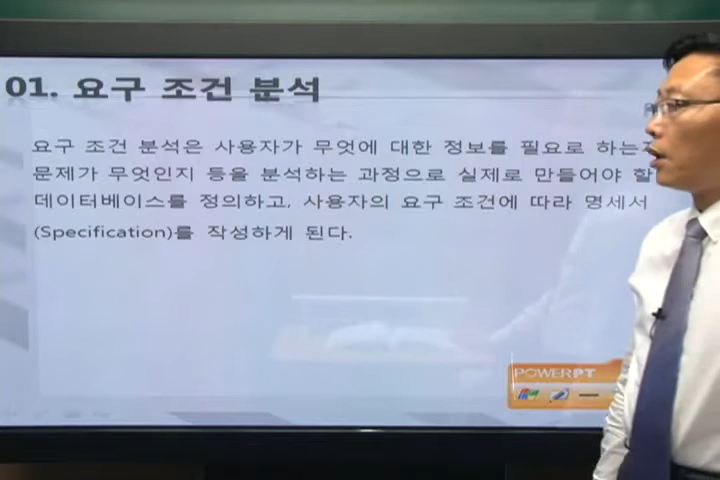 01. 요구 조건 분석
요구 조건 분석은 사용자가 무엇에 대한 정보를 필요로 하는
문제가 무엇인지 등을 분석하는 과정으로 실제로 만들어야 할
데이터베이스를 정의하고, 사용자의 요구 조건에 따라 명세서
(Specification)를 작성하게 된다.
POWERPT